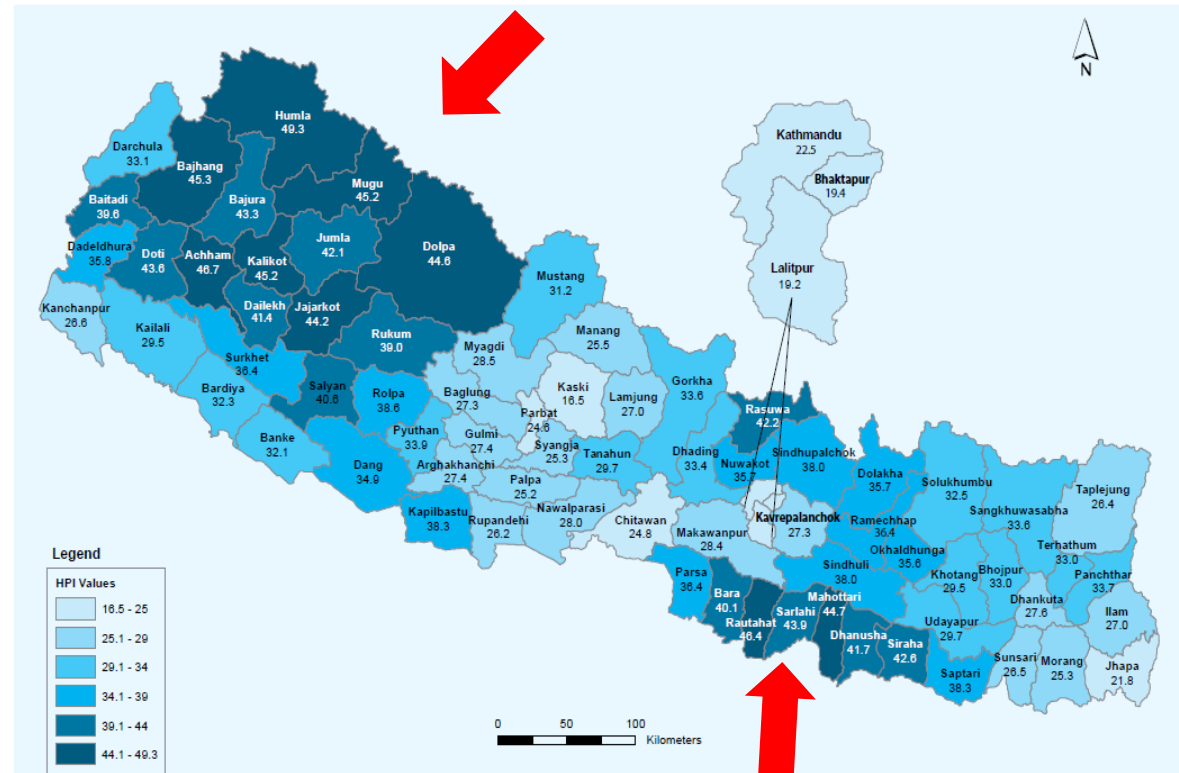 N
Humla
49.3
Darchula
33.1
Bajhang
45.3
Mugu
45.2
Baitadi
39.6
Bajura
43.3
Jumla
42.1
Dolpa
44.6
Dadeldhura
35.8
Doti
43.6
Achham
46.7
Kalikot
45.2
Dailekh
41.4
Jajarkot
44.2
Kanchanpur
26.6
Kailali
29.5
Rukum
39.0
Surkhet
36.4
Bardiya
32.3
Salyan
40.6
Rolpa
38.6
Banke
32.1
Dang
34.9
Pyuthan
33.9
Mustang
31.2
Manang
25.5
Myagdi
28.5
Baglung
27.3
Kaski
16.5
Parbat
24.6
Lamjung
27.0
Gorkha
33.6
Gulmi
27.4
Syangja
25.3
Tanahun
29.7
Arghakhanchi
27.4
Palpa
25.2
Kapilbastu
38.3
Rupandehi
26.2
Nawalparasi
28.0
Chitawan
24.8
Dhading
33.4
Nuwakot
35.7
Rasuwa
42.2
Sindhupalchok
38.0
Kathmandu
22.5
Bhaktapur
19.4
Lalitpur
19.2
Kavrepalanchok
27.3
Makawanpur
28.4
Dolakha
35.7
Ramechhap
36.4
Okhaldhunga
35.6
Sindhuli
38.0
Solukhumbu
32.5
Sangkhuwasabha
33.6
Taplejung
26.4
Terhathum
33.0
Panchthar
33.7
Khotang
29.5
Bhojpur
33.0
Dhankuta
27.6
Ilam
27.0
Parsa
36.4
Bara
40.1
Rautahat
46.4
Sarlahi
43.9
Mahottari
44.7
Dhanusha
41.7
Siraha
42.6
Udayapur
29.7
Saptari
38.3
Sunsari
26.5
Morang
25.3
Jhapa
21.8
Legend
HPI Values
16.5 - 25
25.1 - 29
29.1 - 34
34.1 - 39
39.1 - 44
44.1 - 49.3
0 50 100
Kilometers